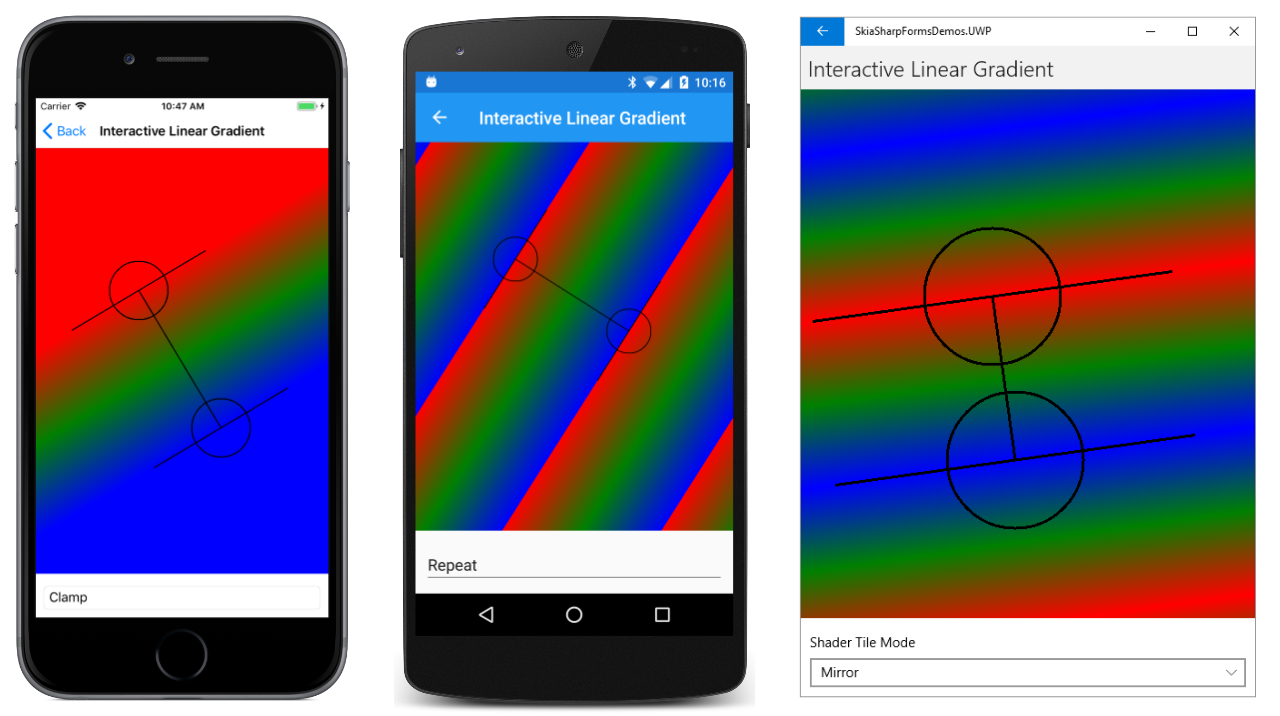 Carrier 10:47 AM
Back Interactive Linear Gradient
Clamp
10:16
Interactive Linear Gradient
Repeat
SkiaSharpFormsDemos.UWP
Interactive Linear Gradient
Shader Tile Mode
Mirror